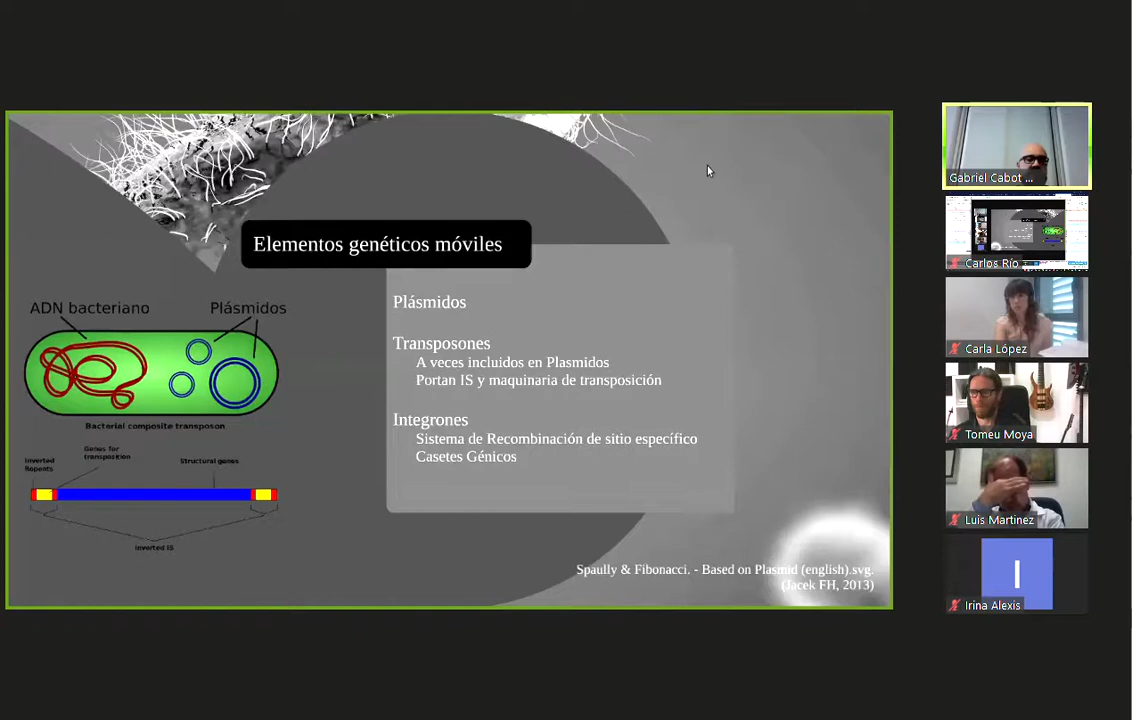 Elementos genéticos móviles
ADN bacteriano
Plásmidos
Bacterial composite transposon
Inverted
Repeats
Genes for
transposition
Structural genes
Inverted IS
Plásmidos
Transposones
A veces incluidos en Plasmidos
Portan IS y maquinaria de transposición
Integrones
Sistema de Recombinación de sitio específico
Casetes Génicos
Spaully & Fibonacci. - Based on Plasmid (english).svg.
(Jacek FH, 2013)
Gabriel Cabot ...
Carlos Río
Carla López
Tomeu Moya
Luis Martinez
I
Irina Alexis